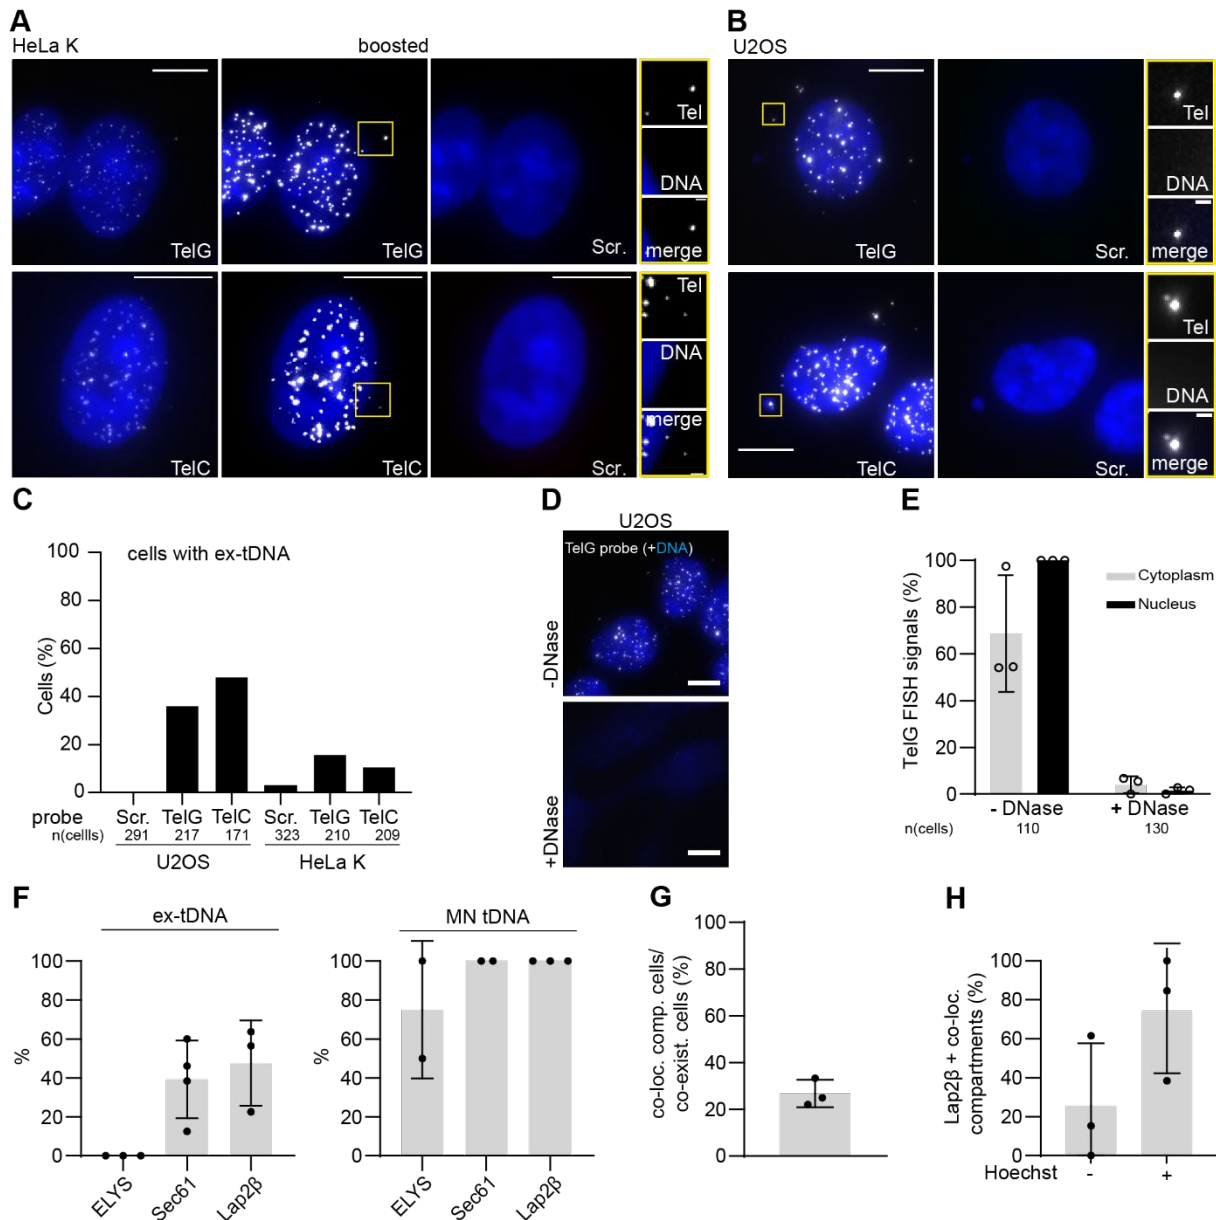 A
HeLa K
boosted
TelG
TelG
Scr.
Tel
DNA
merge
TelC
TelC
Scr.
Tel
DNA
merge
B
U2OS
TelG
Scr.
Tel
DNA
merge
TelC
Scr.
Tel
DNA
merge
C
cells with ex-tDNA
Cells (%)
100
80
60
40
20
0
probe
Scr. TelG TelC Scr. TelG TelC
n(cellls) 291 217 171 323 210 209
U2OS HeLa K
D
U2OS
TelG probe (+DNA)
-DNase
+DNase
E
TelG FISH signals (%)
100
80
60
40
20
0
Cytoplasm
Nucleus
- DNase + DNase
n(cells) 110 130
F
ex-tDNA
%
100
80
60
40
20
0
ELYS Sec61 Lap2β
MN tDNA
%
100
80
60
40
20
0
ELYS Sec61 Lap2β
G
co-loc. comp. cells/
co-exist. cells (%)
100
80
60
40
20
0
H
Lap2β + co-loc.
compartments (%)
100
80
60
40
20
0
Hoechst - +